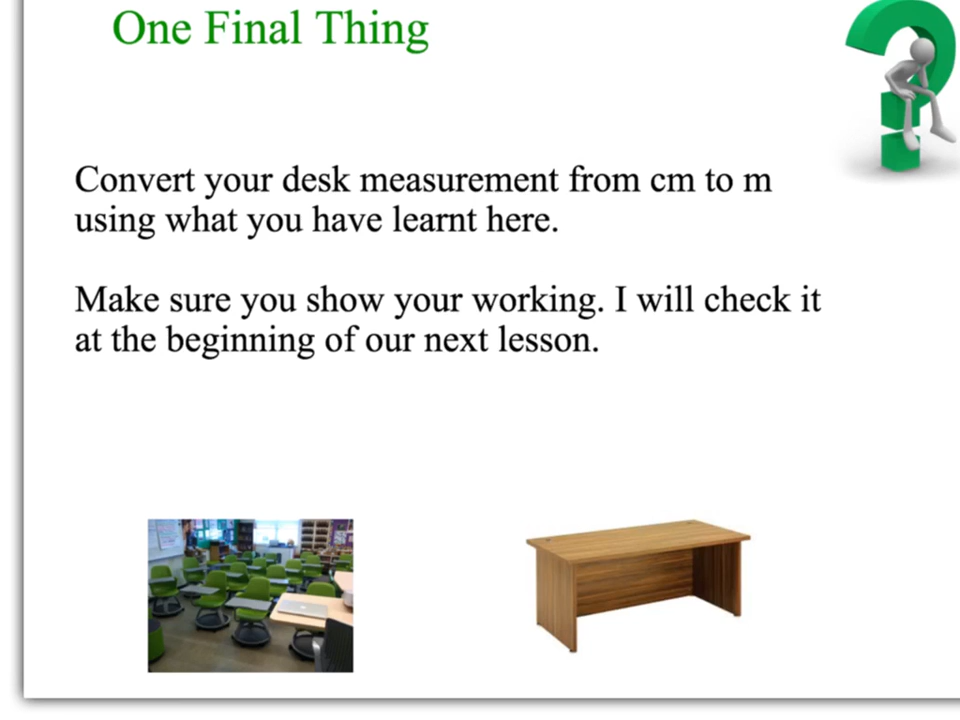 One Final Thing
Convert your desk measurement from cm to m
using what you have learnt here.
Make sure you show your working. I will check it
at the beginning of our next lesson.